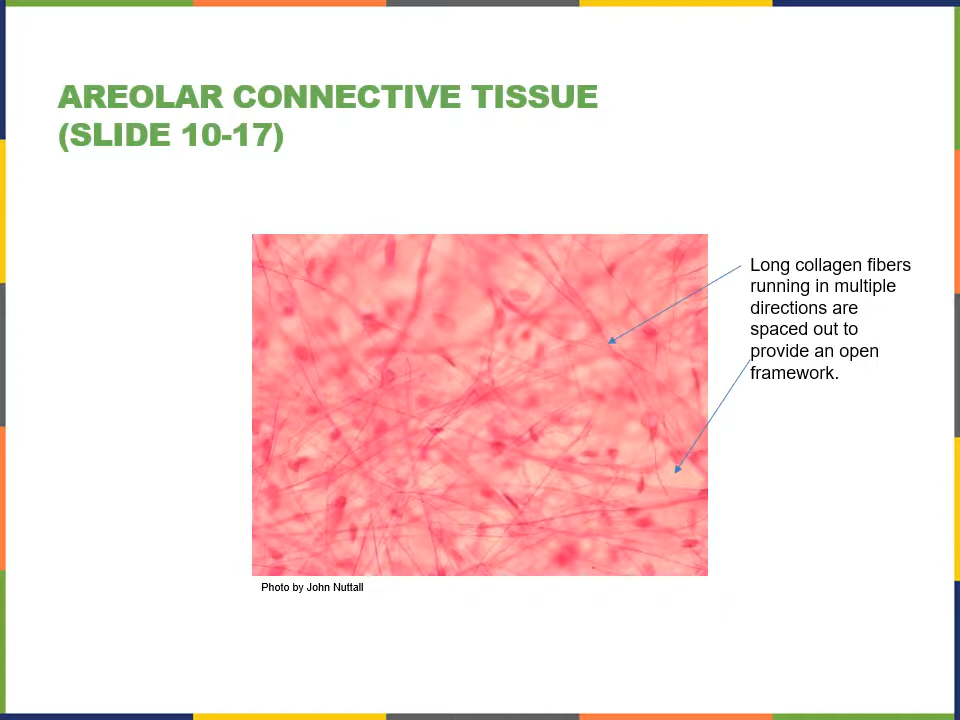 AREOLAR CONNECTIVE TISSUE
(SLIDE 10-17)
Long collagen fibers
running in multiple
directions are
spaced out to
provide an open
framework.
Photo by John Nuttall